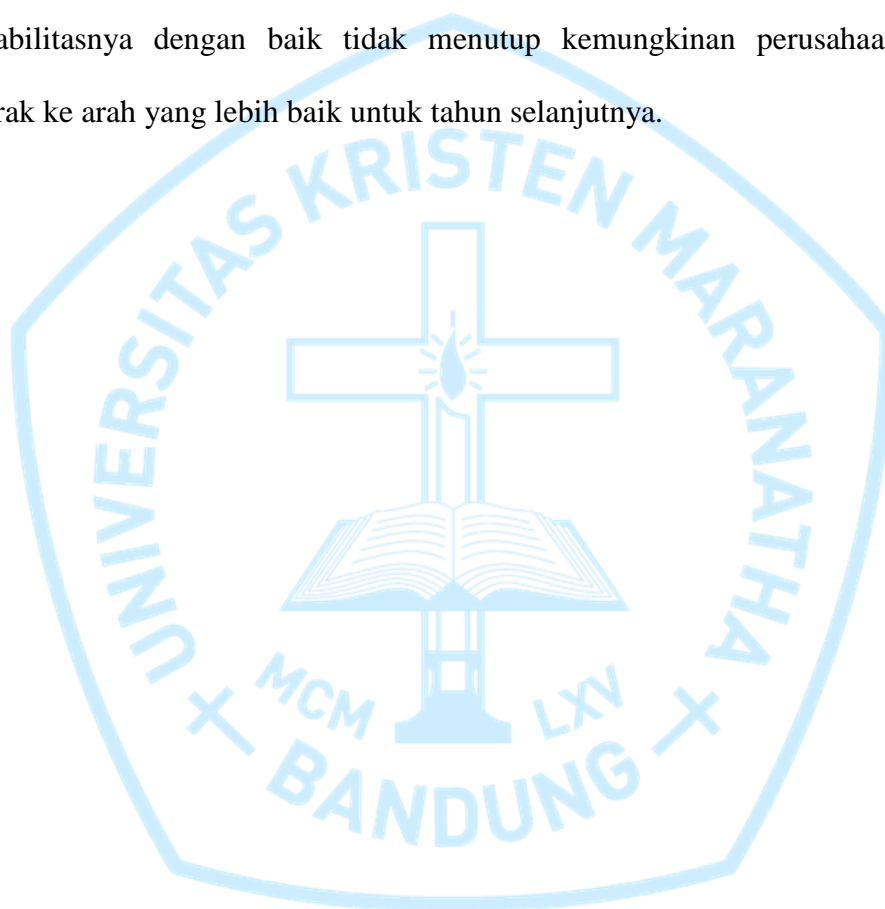 abilitasnya dengan baik tidak menutup kemungkinan perusahaa
rak ke arah yang lebih baik untuk tahun selanjutnya.
UNIVERSITAS KRISTEN MARANATHA
MCM LXV
BANDUNG